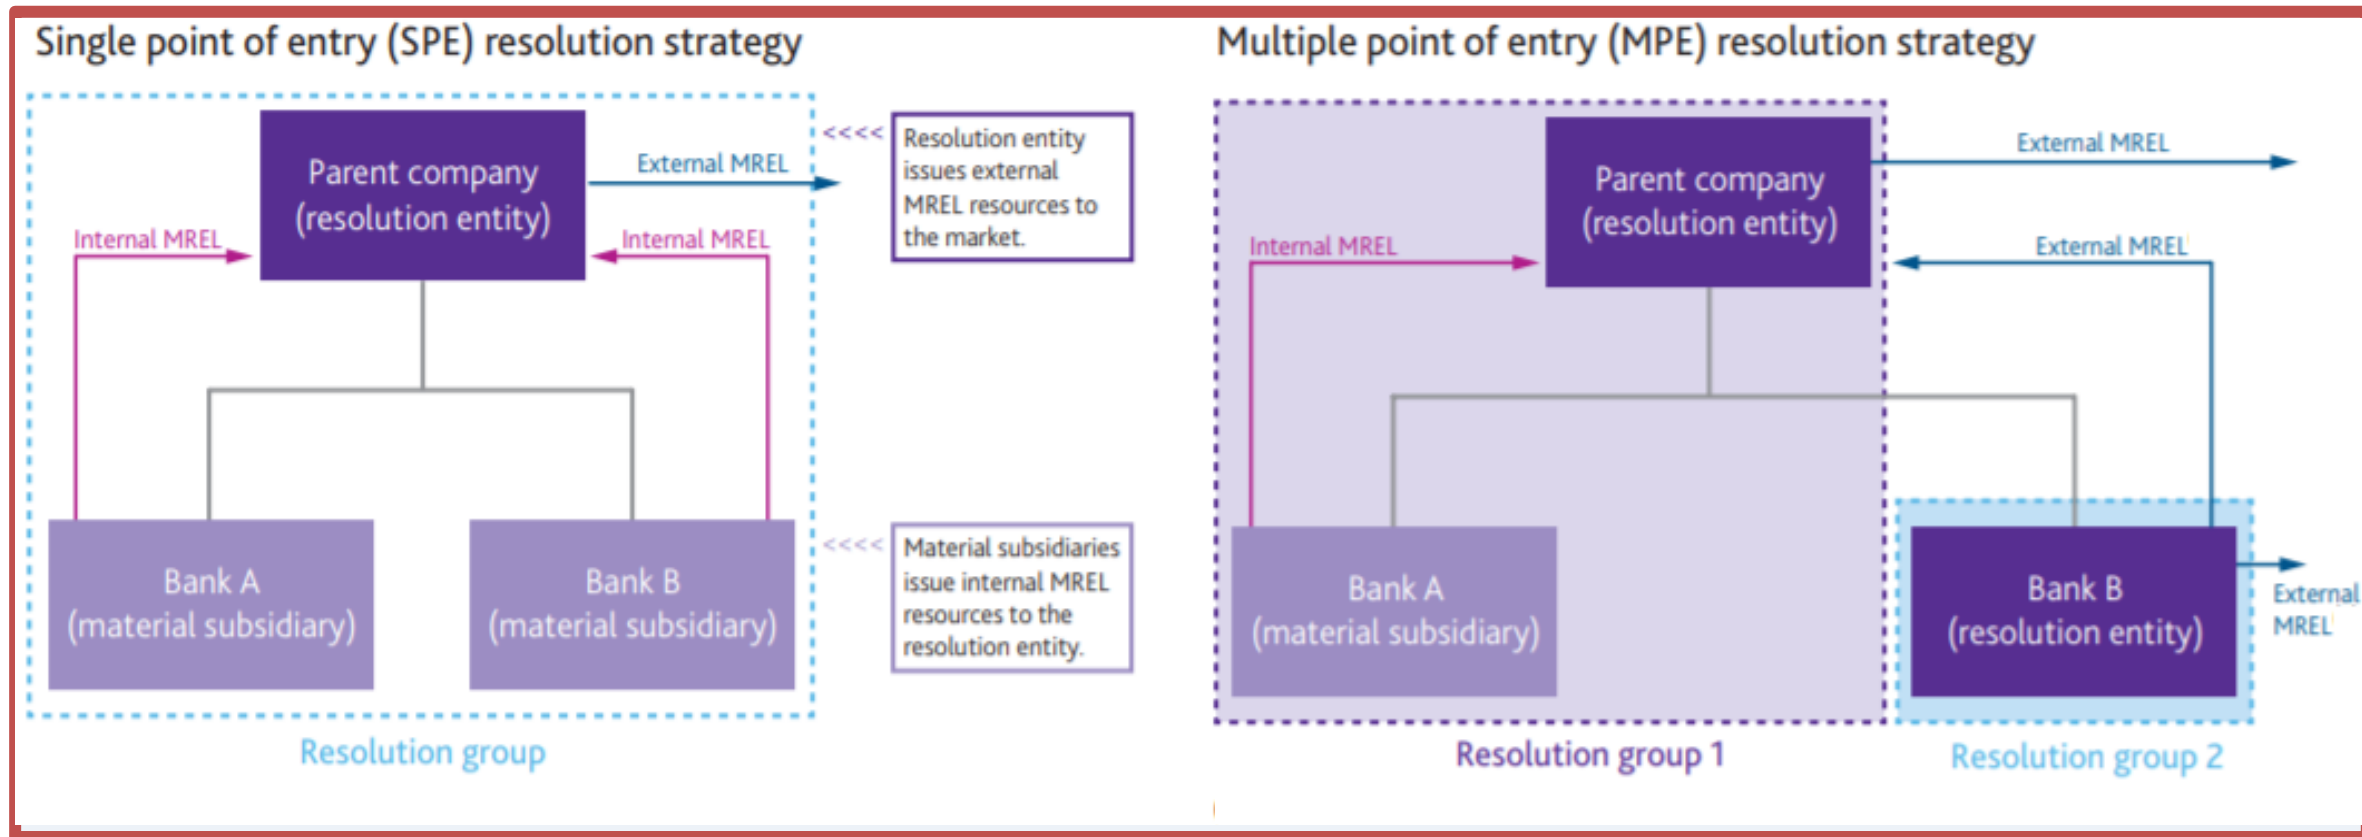 Single point of entry (SPE) resolution strategy
Parent company
(resolution entity)
External MREL
Internal MREL
Internal MREL
<<<<
Resolution entity
issues external
MREL resources to
the market.
Bank A
(material subsidiary)
Bank B
(material subsidiary)
<<<<
Material subsidiaries
issue internal MREL
resources to the
resolution entity.
Resolution group
Multiple point of entry (MPE) resolution strategy
Parent company
(resolution entity)
External MREL
Internal MREL
External MREL
Bank A
(material subsidiary)
Bank B
(resolution entity)
External
MREL
Resolution group 1
Resolution group 2